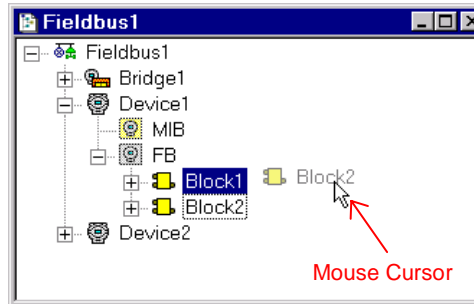 Fieldbus1
Fieldbus1
Bridge1
Device1
MIB
FB
Block1 Block2
Block2
Device2
Mouse Cursor